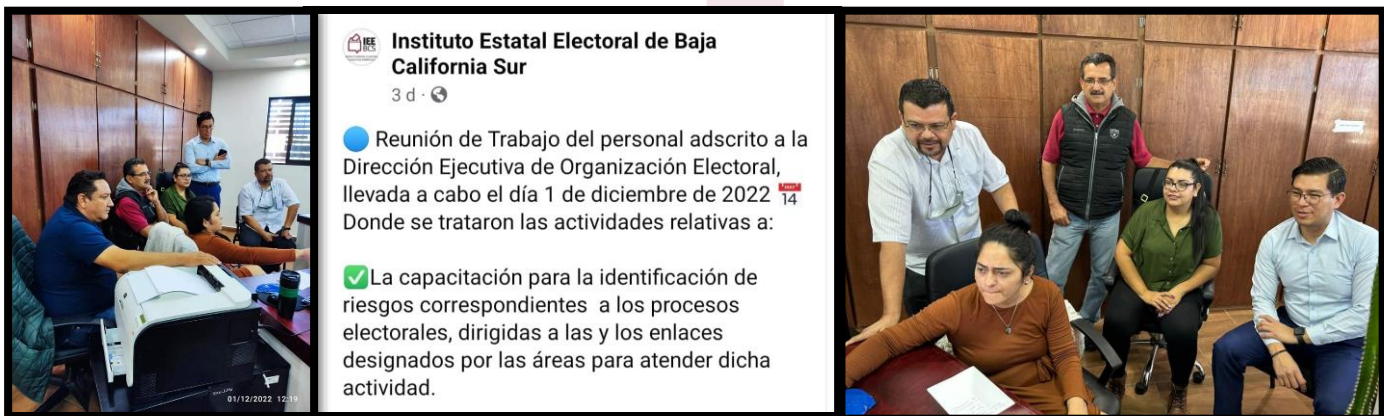 IEE
BCS
Instituto Estatal Electoral de Baja
California Sur
3 d ·
Reunión de Trabajo del personal adscrito a la
Dirección Ejecutiva de Organización Electoral,
llevada a cabo el día 1 de diciembre de 2022 14
Donde se trataron las actividades relativas a:
La capacitación para la identificación de
riesgos correspondientes a los procesos
electorales, dirigidas a las y los enlaces
designados por las áreas para atender dicha
actividad.
01/12/2022 12:19